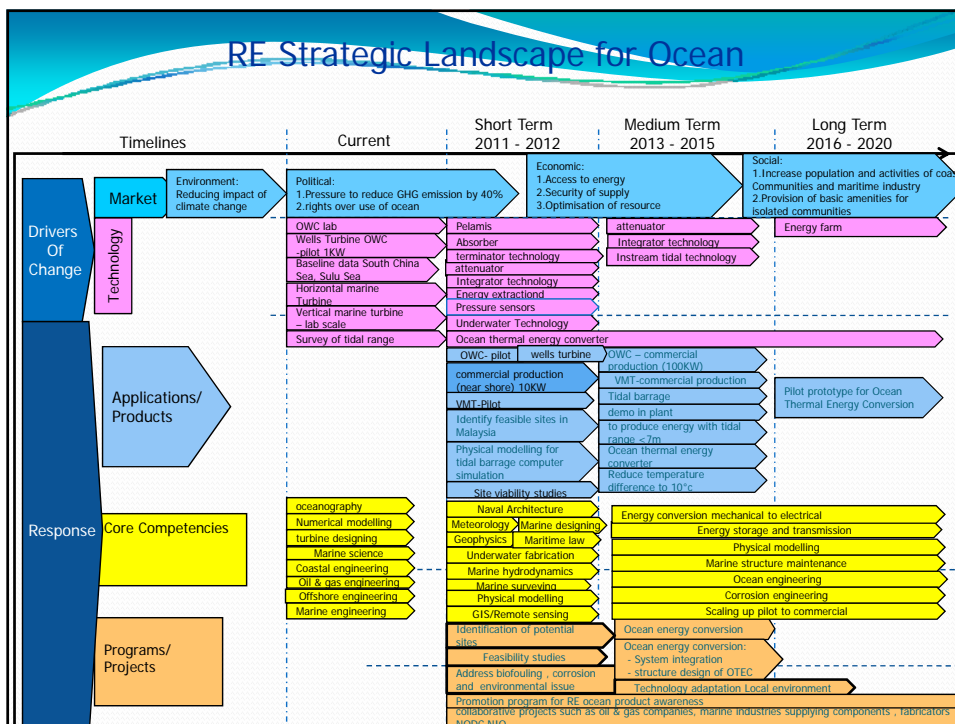 RE Strategic Landscape for Ocean
Timelines
Current
Short Term
2011 - 2012
Medium Term
2013 - 2015
Long Term
2016 - 2020
Drivers
Of
Change
Market
Environment:
Reducing impact of
climate change
Political:
1.Pressure to reduce GHG emission by 40%
2.rights over use of ocean
Economic:
1.Access to energy
2.Security of supply
3.Optimisation of resource
Social:
1.Increase population and activities of coas
Communities and maritime industry
2.Provision of basic amenities for
isolated communities
Technology
OWC lab
Wells Turbine OWC
-pilot 1KW
Baseline data South China
Sea, Sulu Sea
Horizontal marine
Turbine
Vertical marine turbine
– lab scale
Survey of tidal range
Pelamis
Absorber
terminator technology
attenuator
Integrator technology
Energy extractiond
Pressure sensors
Underwater Technology
Ocean thermal energy converter
attenuator
Integrator technology
Instream tidal technology
Energy farm
Response
Applications/
Products
OWC- pilot
wells turbine
commercial production
(near shore) 10KW
VMT-Pilot
Identify feasible sites in
Malaysia
Physical modelling for
tidal barrage computer
simulation
Site viability studies
OWC – commercial
production (100KW)
VMT-commercial production
Tidal barrage
demo in plant
to produce energy with tidal
range <7m
Ocean thermal energy
converter
Reduce temperature
difference to 10°c
Pilot prototype for Ocean
Thermal Energy Conversion
Core Competencies
oceanography
Numerical modelling
turbine designing
Marine science
Coastal engineering
Oil & gas engineering
Offshore engineering
Marine engineering
Naval Architecture
Meteorology
Marine designing
Geophysics
Maritime law
Underwater fabrication
Marine hydrodynamics
Marine surveying
Physical modelling
GIS/Remote sensing
Energy conversion mechanical to electrical
Energy storage and transmission
Physical modelling
Marine structure maintenance
Ocean engineering
Corrosion engineering
Scaling up pilot to commercial
Programs/
Projects
Identification of potential
sites
Feasibility studies
Address biofouling , corrosion
and environmental issue
Ocean energy conversion
Ocean energy conversion:
- System integration
- structure design of OTEC
Technology adaptation Local environment
Promotion program for RE ocean product awareness
collaborative projects such as oil & gas companies, marine industries supplying components , fabricators
NODC NIO